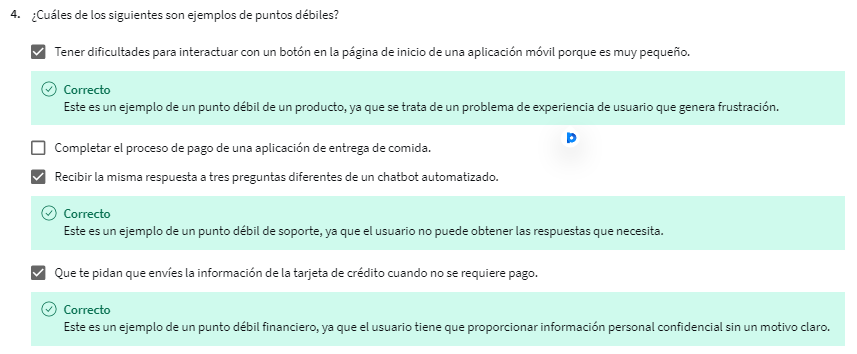 4. ¿Cuáles de los siguientes son ejemplos de puntos débiles?
Tener dificultades para interactuar con un botón en la página de inicio de una aplicación móvil porque es muy pequeño.
Correcto
Este es un ejemplo de un punto débil de un producto, ya que se trata de un problema de experiencia de usuario que genera frustración.
Completar el proceso de pago de una aplicación de entrega de comida.
Recibir la misma respuesta a tres preguntas diferentes de un chatbot automatizado.
Correcto
Este es un ejemplo de un punto débil de soporte, ya que el usuario no puede obtener las respuestas que necesita.
Que te pidan que envíes la información de la tarjeta de crédito cuando no se requiere pago.
Correcto
Este es un ejemplo de un punto débil financiero, ya que el usuario tiene que proporcionar información personal confidencial sin un motivo claro.